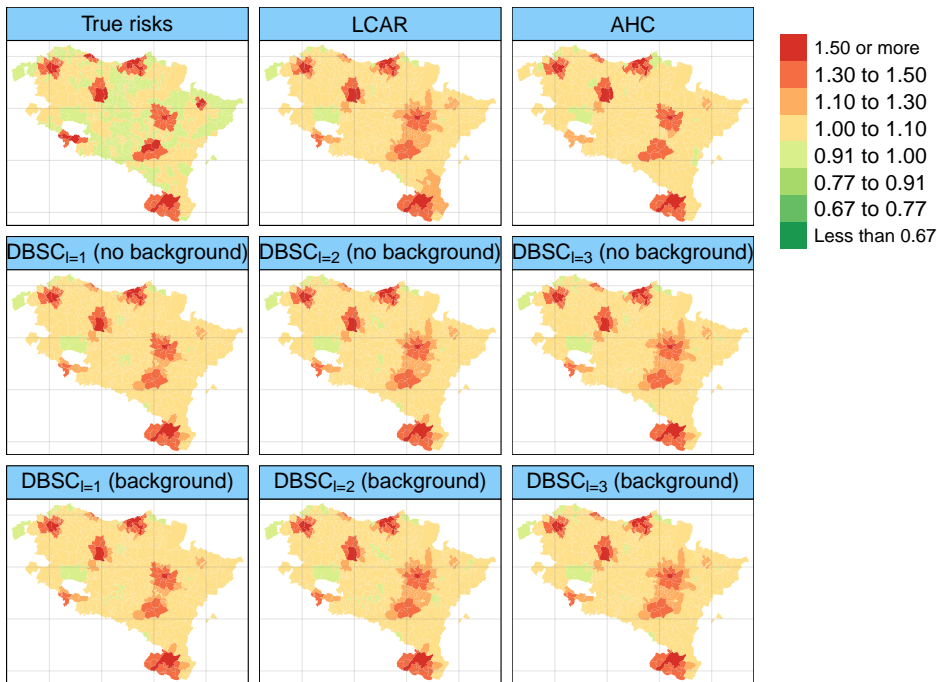 True risks
LCAR
AHC
1.50 or more
1.30 to 1.50
1.10 to 1.30
1.00 to 1.10
0.91 to 1.00
0.77 to 0.91
0.67 to 0.77
Less than 0.67
DBSCl=1 (no background)
DBSCl=2 (no background)
DBSCl=3 (no background)
DBSCl=1 (background)
DBSCl=2 (background)
DBSCl=3 (background)